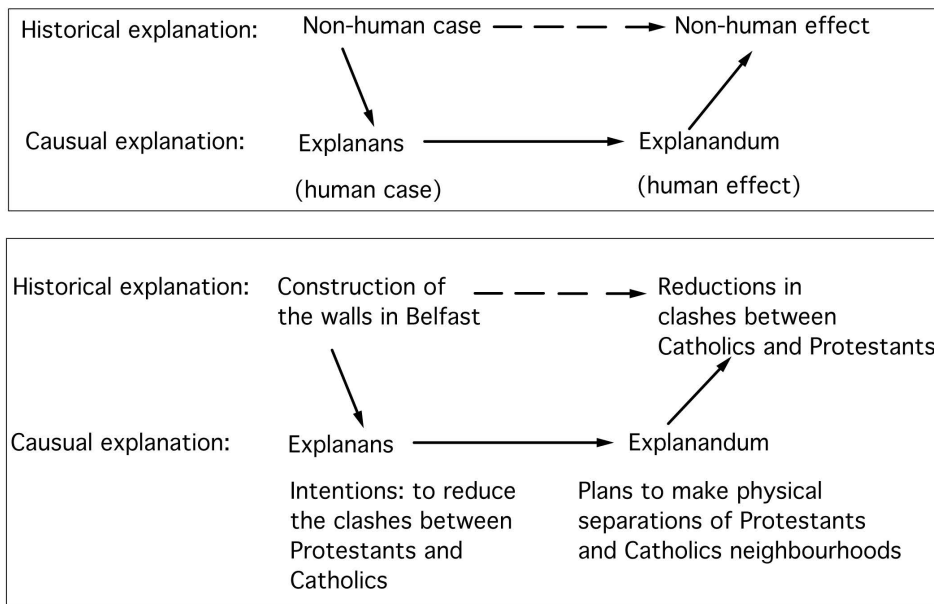 Historical explanation: Non-human case Non-human effect
Causual explanation: Explanans Explanandum
(human case) (human effect)
Historical explanation: Construction of Reductions in
the walls in Belfast clashes between
Catholics and Protestants
Causual explanation: Explanans Explanandum
Intentions: to reduce Plans to make physical
the clashes between separations of Protestants
Protestants and and Catholics neighbourhoods
Catholics